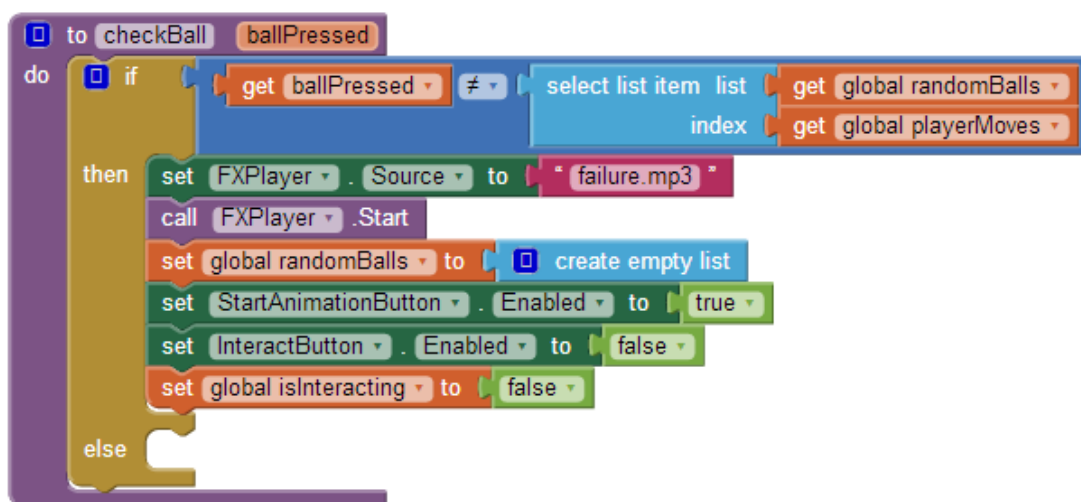 to checkBall ballPressed
do if get ballPressed ≠ select list item list get global randomBalls
index get global playerMoves
then set FXPlayer . Source to " failure.mp3 "
call FXPlayer .Start
set global randomBalls to create empty list
set StartAnimationButton . Enabled to true
set InteractButton . Enabled to false
set global isInteracting to false
else